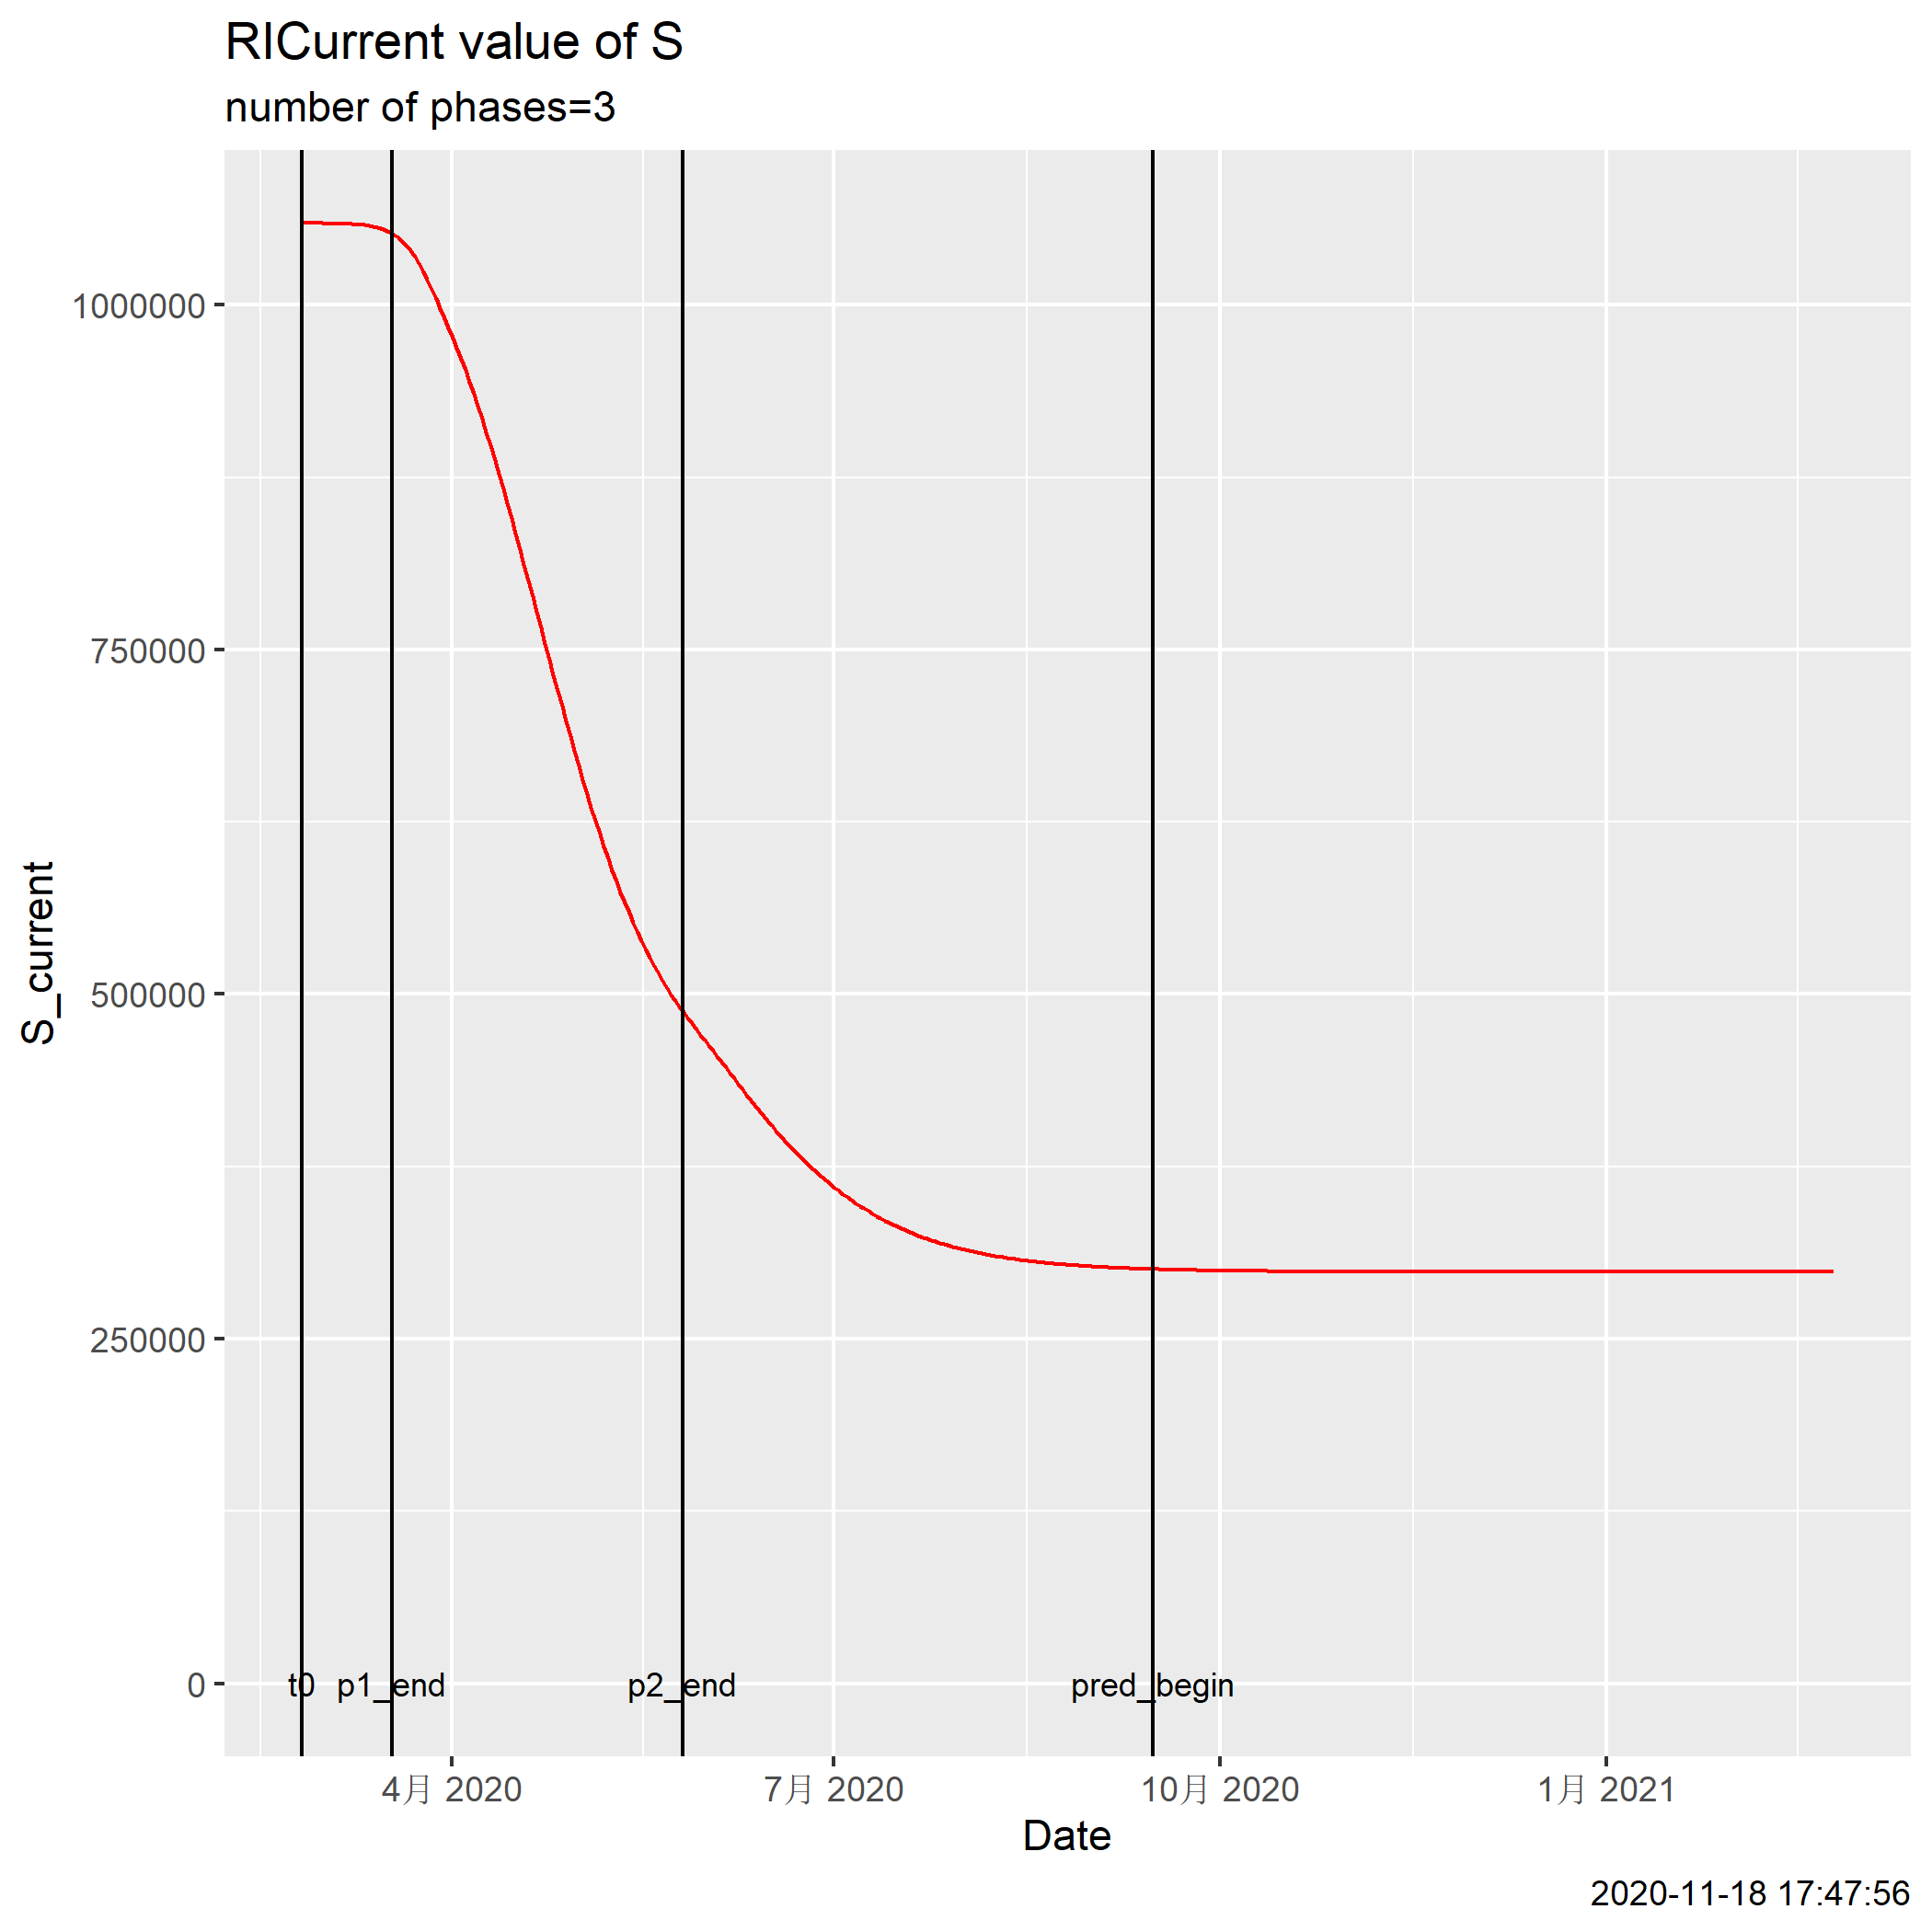 RICurrent value of S
number of phases=3
S_current
1000000
750000
500000
250000
0
t0 p1_end p2_end pred_begin
4月 2020 7月 2020 10月 2020 1月 2021
Date
2020-11-18 17:47:56